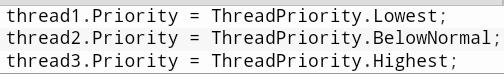 thread1.Priority = ThreadPriority.Lowest;
thread2.Priority = ThreadPriority.BelowNormal;
thread3.Priority = ThreadPriority.Highest;